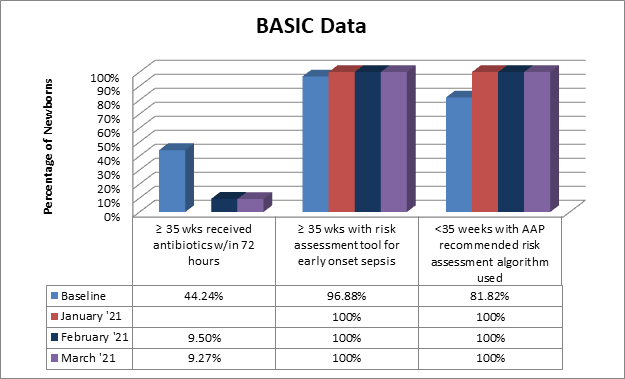 BASIC Data
Percentage of Newborns
100%
90%
80%
70%
60%
50%
40%
30%
20%
10%
0%
≥ 35 wks received antibiotics w/in 72 hours
≥ 35 wks with risk assessment tool for early onset sepsis
<35 weeks with AAP recommended risk assessment algorithm used
Baseline 44.24% 96.88% 81.82%
January '21 100% 100%
February '21 9.50% 100% 100%
March '21 9.27% 100% 100%